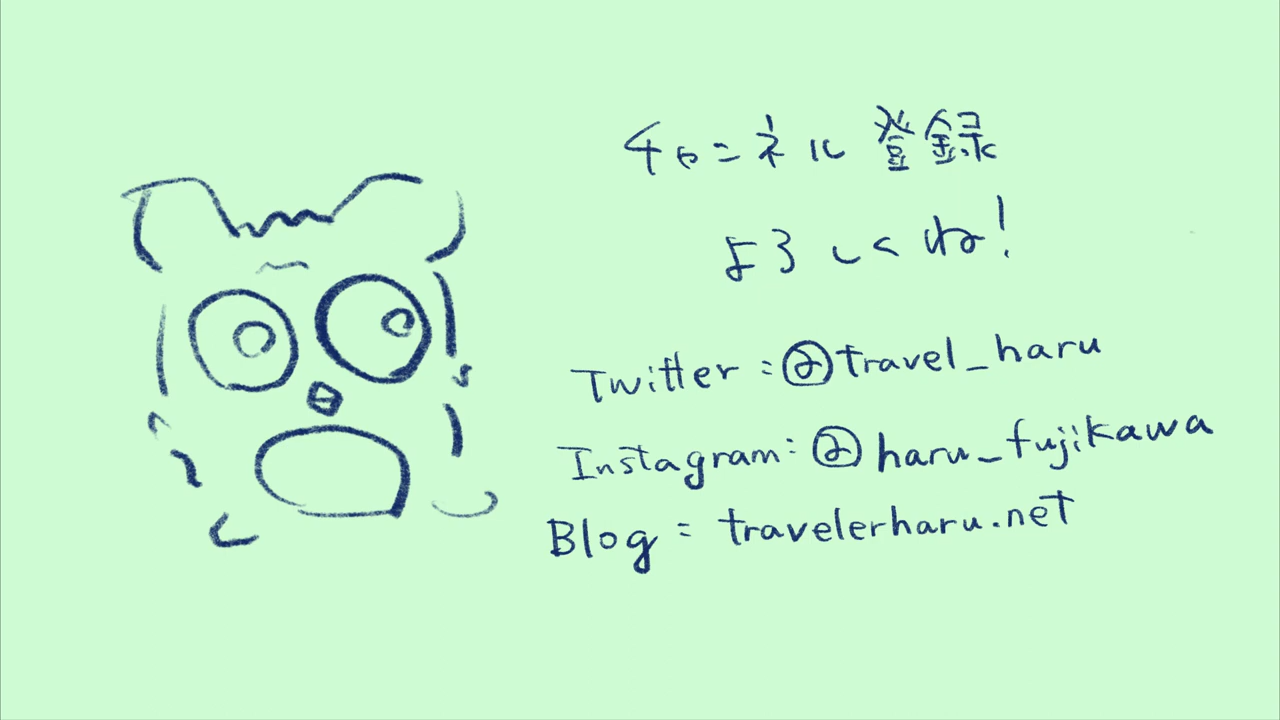 チャンネル登録
よろしくね!
Twitter:@travel_haru
Instagram:@haru_fujikawa
Blog:travelerharu.net